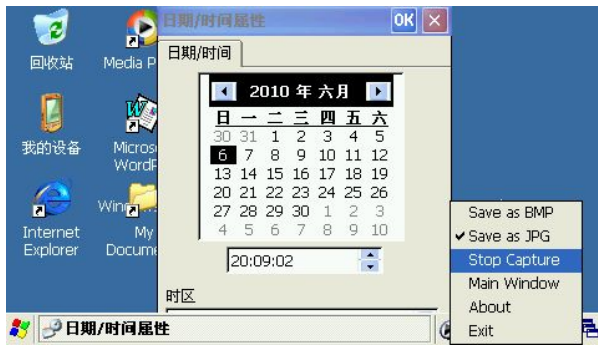 回收站
Media P
我的设备
Micros
WordP
Internet
Explorer
My
Docume
日期/时间属性
OK
日期/时间
2010 年 六月
日 一 二 三 四 五 六
30 31 1 2 3 4 5
6 7 8 9 10 11 12
13 14 15 16 17 18 19
20 21 22 23 24 25 26
27 28 29 30 1 2 3
4 5 6 7 8 9 10
20:09:02
时区
Save as BMP
Save as JPG
Stop Capture
Main Window
About
Exit
日期/时间属性